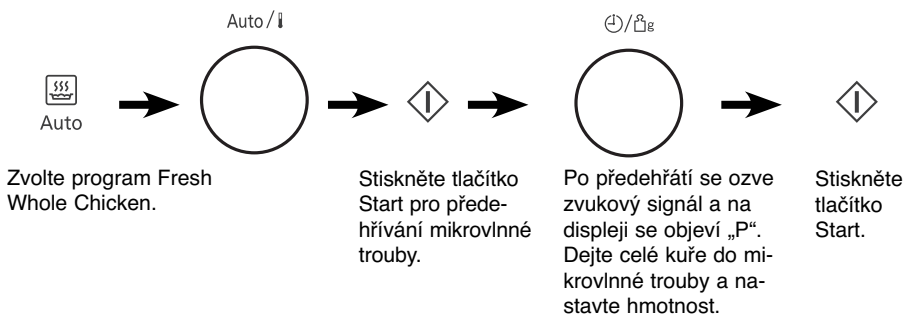 Auto/
/g
Auto
Zvolte program Fresh
Whole Chicken.
Stiskněte tlačítko
Start pro přede-
hřívání mikrovlnné
trouby.
Po předehřátí se ozve
zvukový signál a na
displeji se objeví „P“.
Dejte celé kuře do mi-
krovlnné trouby a na-
stavte hmotnost.
Stiskněte
tlačítko
Start.